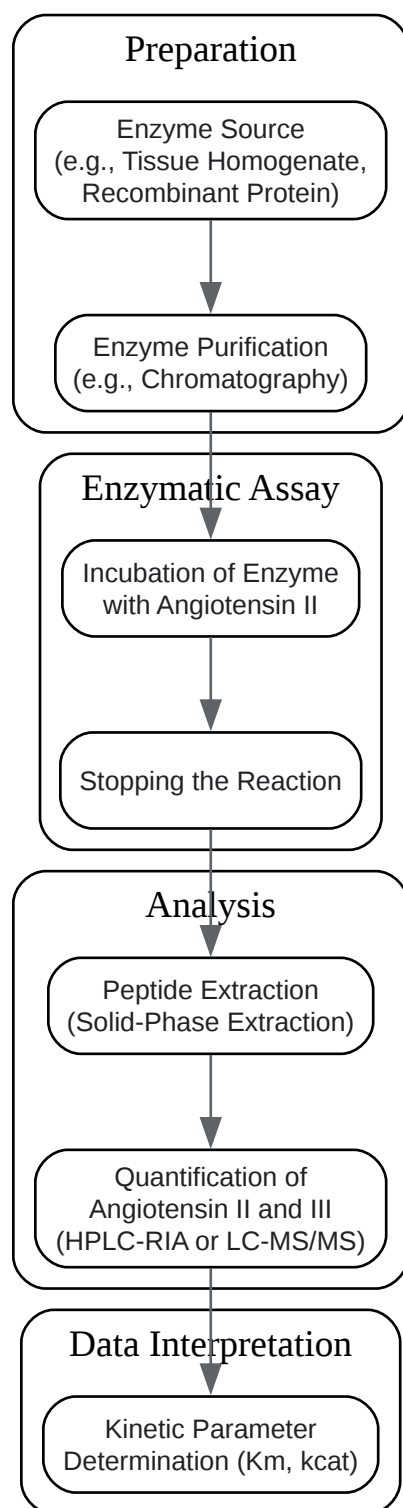 Preparation
Enzyme Source
(e.g., Tissue Homogenate,
Recombinant Protein)
Enzyme Purification
(e.g., Chromatography)
Enzymatic Assay
Incubation of Enzyme
with Angiotensin II
Stopping the Reaction
Analysis
Peptide Extraction
(Solid-Phase Extraction)
Quantification of
Angiotensin II and III
(HPLC-RIA or LC-MS/MS)
Data Interpretation
Kinetic Parameter
Determination (Km, kcat)